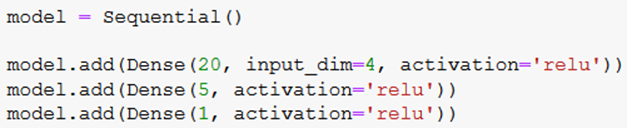 model = Sequential()
model.add(Dense(20, input_dim=4, activation='relu'))
model.add(Dense(5, activation='relu'))
model.add(Dense(1, activation='relu'))